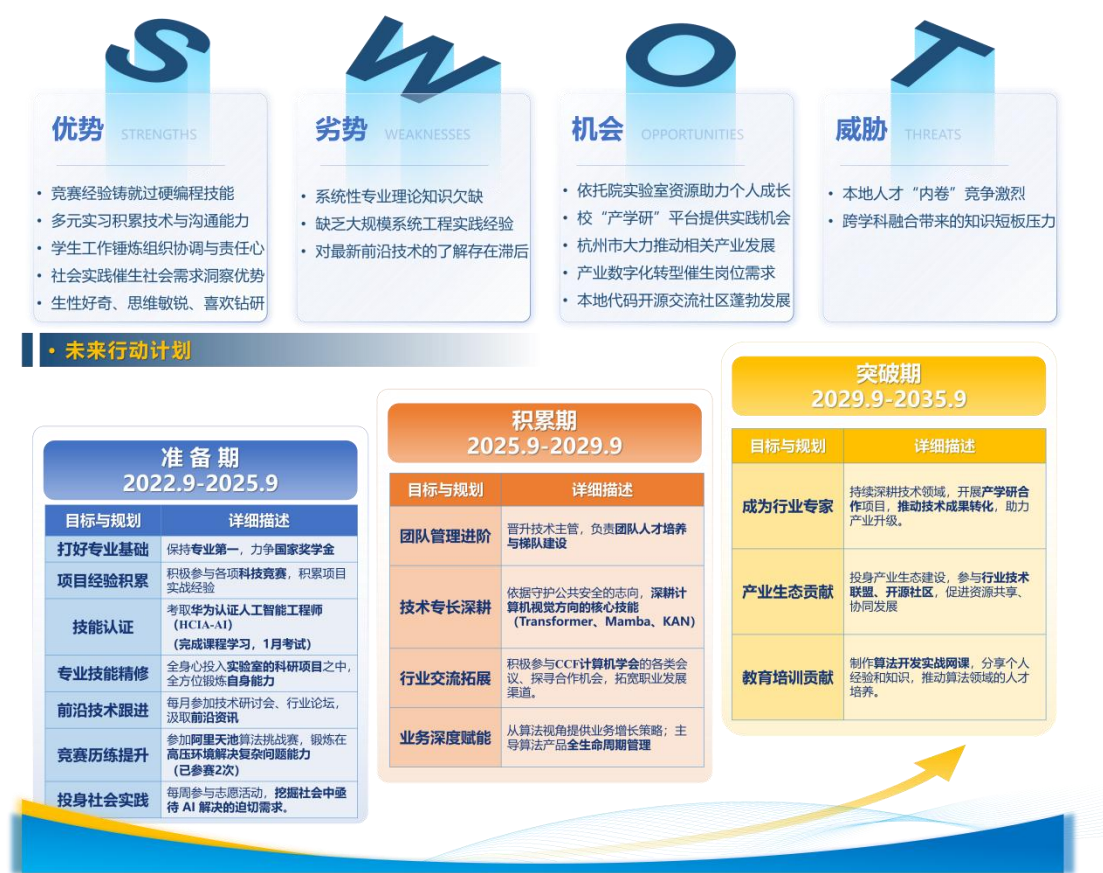 S W O T
优势 STRENGTHS
• 竞赛经验铸就过硬编程技能
• 多元实习积累技术与沟通能力
• 学生工作锤炼组织协调与责任心
• 社会实践催生社会需求洞察优势
• 生性好奇、思维敏锐、喜欢钻研
劣势 WEAKNESSES
• 系统性专业理论知识欠缺
• 缺乏大规模系统工程实践经验
• 对最新前沿技术的了解存在滞后
机会 OPPORTUNITIES
• 依托院实验室资源助力个人成长
• 校“产学研”平台提供实践机会
• 杭州市大力推动相关产业发展
• 产业数字化转型催生岗位需求
• 本地代码开源交流社区蓬勃发展
威胁 THREATS
• 本地人才“内卷”竞争激烈
• 跨学科融合带来的知识短板压力
• 未来行动计划
准备期
2022.9-2025.9
目标与规划 详细描述
打好专业基础 保持专业第一，力争国家奖学金
项目经验积累 积极参与各项科技竞赛，积累项目
实战经验
技能认证 考取华为认证人工智能工程师
（HCIA-AI）
（完成课程学习，1月考试）
专业技能精修 全身心投入实验室的科研项目之中，
全方位锻炼自身能力
前沿技术跟进 每月参加技术研讨会、行业论坛，
汲取前沿资讯
竞赛历练提升 参加阿里天池算法挑战赛，锻炼在
高压环境解决复杂问题能力
（已参赛2次）
投身社会实践 每周参与志愿活动，挖掘社会中亟
待 AI 解决的迫切需求。
积累期
2025.9-2029.9
目标与规划 详细描述
团队管理进阶 晋升技术主管，负责团队人才培养
与梯队建设
技术专长深耕 依据守护公共安全的志向，深耕计
算机视觉方向的核心技能
（Transformer、Mamba、KAN）
行业交流拓展 积极参与CCF计算机学会的各类会
议、探寻合作机会，拓宽职业发展
渠道。
业务深度赋能 从算法视角提供业务增长策略；主
导算法产品全生命周期管理
突破期
2029.9-2035.9
目标与规划 详细描述
成为行业专家 持续深耕技术领域，开展产学研合
作项目，推动技术成果转化，助力
产业升级。
产业生态贡献 投身产业生态建设，参与行业技术
联盟、开源社区，促进资源共享、
协同发展
教育培训贡献 制作算法开发实战网课，分享个人
经验和知识，推动算法领域的人才
培养。